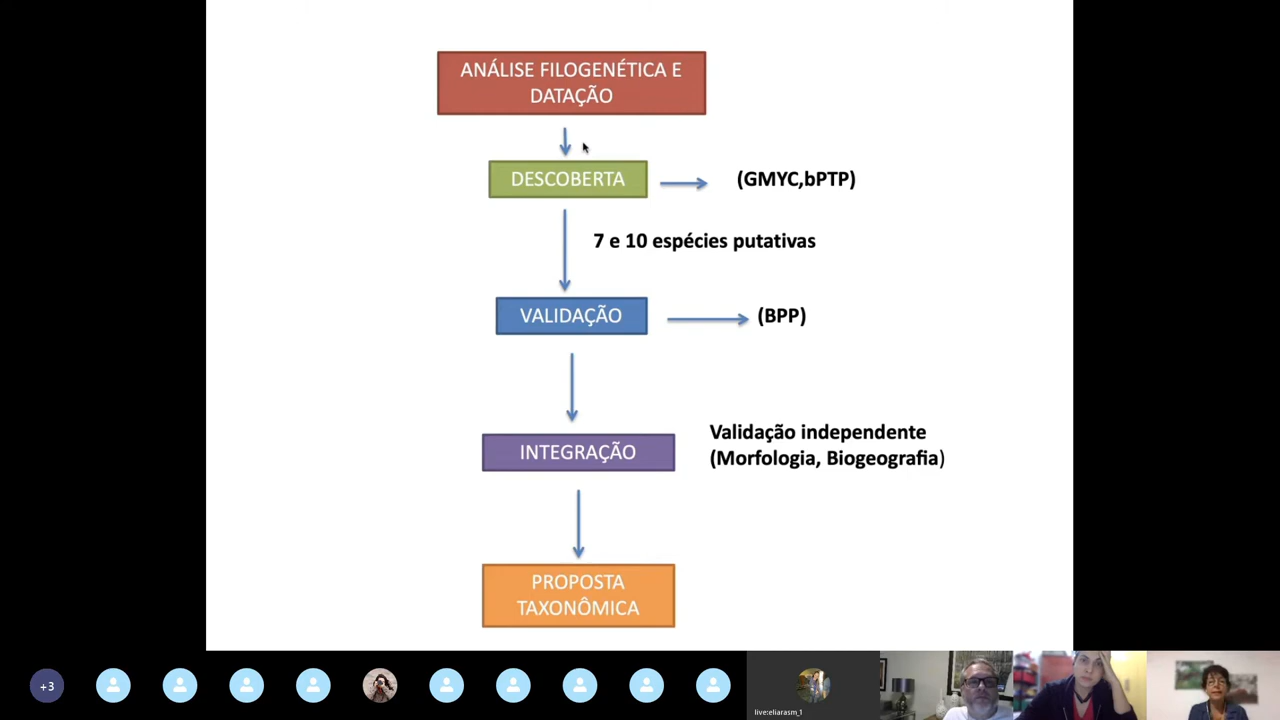 ANÁLISE FILOGENÉTICA E
DATAÇÃO
DESCOBERTA
(GMYC,bPTP)
7 e 10 espécies putativas
VALIDAÇÃO
(BPP)
Validação independente
INTEGRAÇÃO
(Morfologia, Biogeografia)
PROPOSTA
TAXONÔMICA
+3
live:eliarasm_1